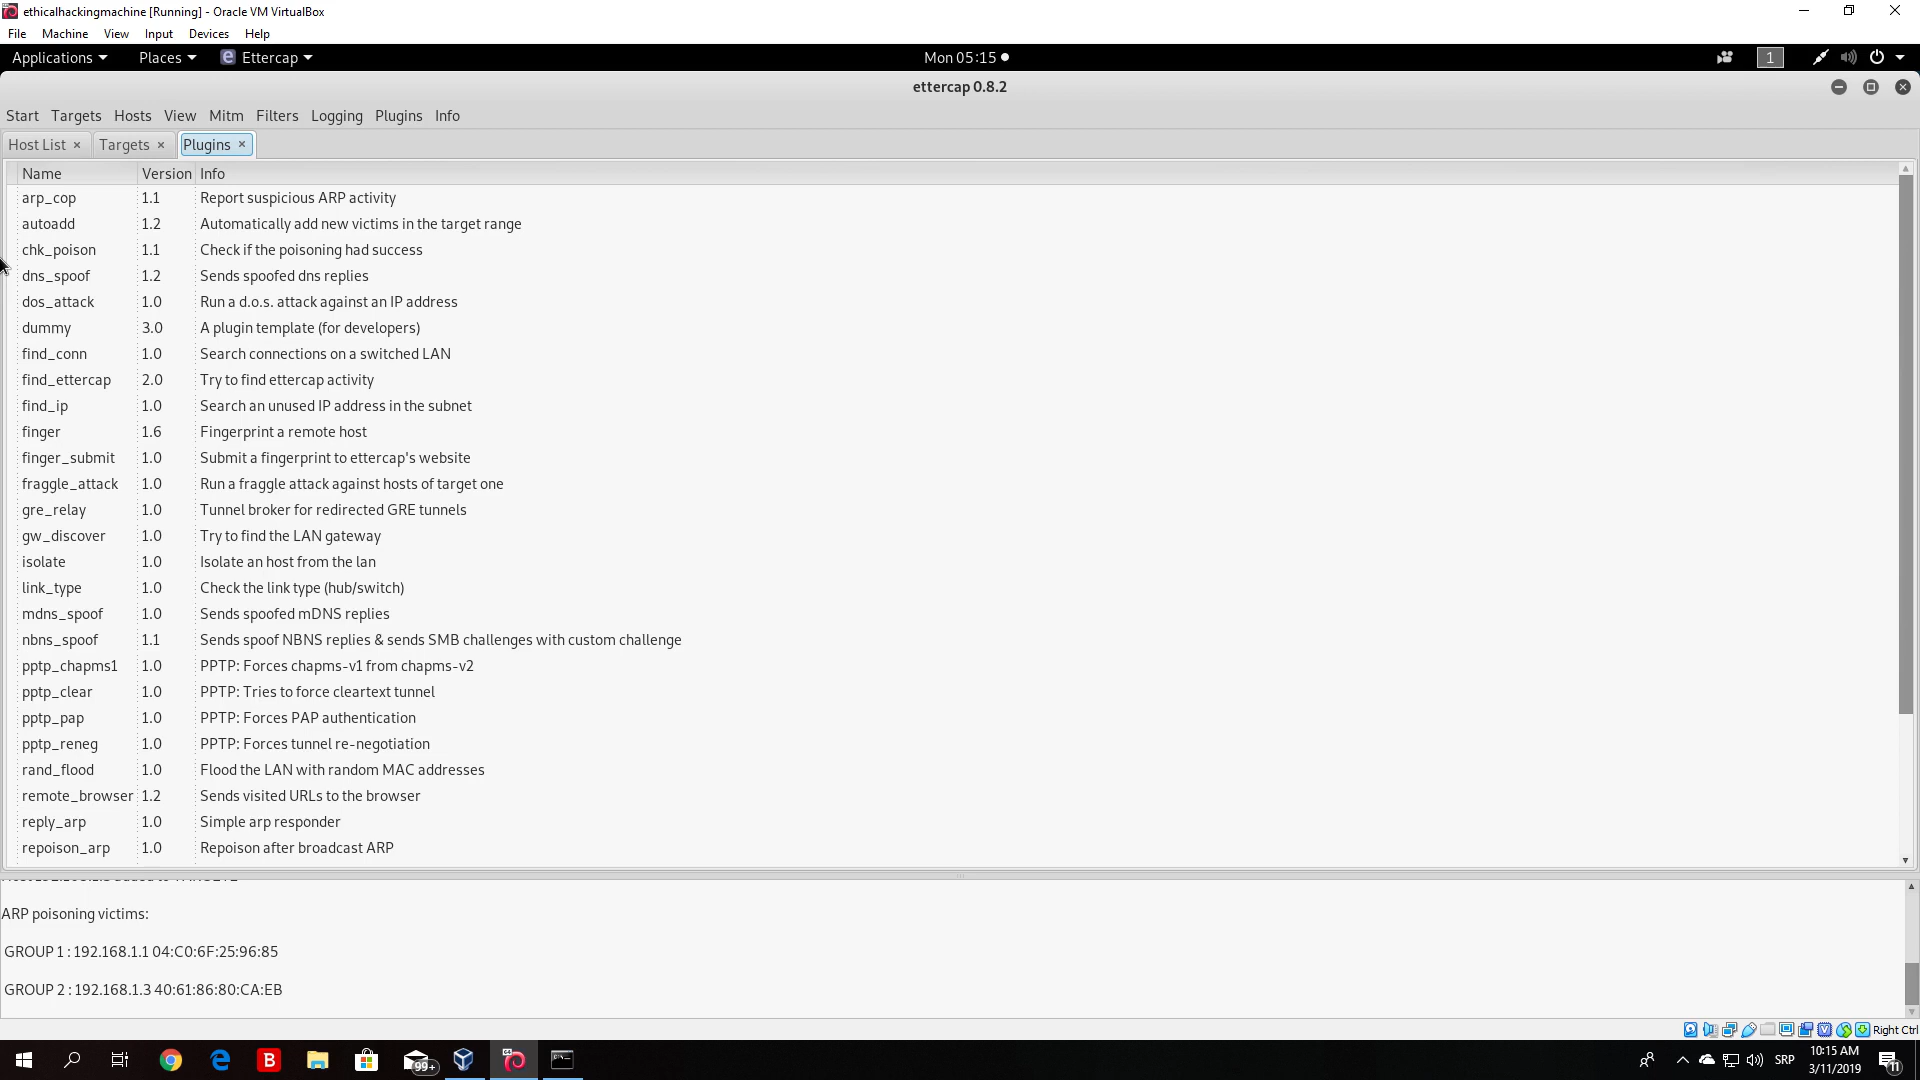 ethicalhackingmachine [Running] - Oracle VM VirtualBox
File Machine View Input Devices Help
Applications Places Ettercap Mon 05:15 1
ettercap 0.8.2
Start Targets Hosts View Mitm Filters Logging Plugins Info
Host List × Targets × Plugins ×
Name Version Info
arp_cop 1.1 Report suspicious ARP activity
autoadd 1.2 Automatically add new victims in the target range
chk_poison 1.1 Check if the poisoning had success
dns_spoof 1.2 Sends spoofed dns replies
dos_attack 1.0 Run a d.o.s. attack against an IP address
dummy 3.0 A plugin template (for developers)
find_conn 1.0 Search connections on a switched LAN
find_ettercap 2.0 Try to find ettercap activity
find_ip 1.0 Search an unused IP address in the subnet
finger 1.6 Fingerprint a remote host
finger_submit 1.0 Submit a fingerprint to ettercap's website
fraggle_attack 1.0 Run a fraggle attack against hosts of target one
gre_relay 1.0 Tunnel broker for redirected GRE tunnels
gw_discover 1.0 Try to find the LAN gateway
isolate 1.0 Isolate an host from the lan
link_type 1.0 Check the link type (hub/switch)
mdns_spoof 1.0 Sends spoofed mDNS replies
nbns_spoof 1.1 Sends spoof NBNS replies & sends SMB challenges with custom challenge
pptp_chapms1 1.0 PPTP: Forces chapms-v1 from chapms-v2
pptp_clear 1.0 PPTP: Tries to force cleartext tunnel
pptp_pap 1.0 PPTP: Forces PAP authentication
pptp_reneg 1.0 PPTP: Forces tunnel re-negotiation
rand_flood 1.0 Flood the LAN with random MAC addresses
remote_browser 1.2 Sends visited URLs to the browser
reply_arp 1.0 Simple arp responder
repoison_arp 1.0 Repoison after broadcast ARP
ARP poisoning victims:
GROUP 1 : 192.168.1.1 04:C0:6F:25:96:85
GROUP 2 : 192.168.1.3 40:61:86:80:CA:EB
Right Ctrl
B 99+ SRP 10:15 AM
3/11/2019 11